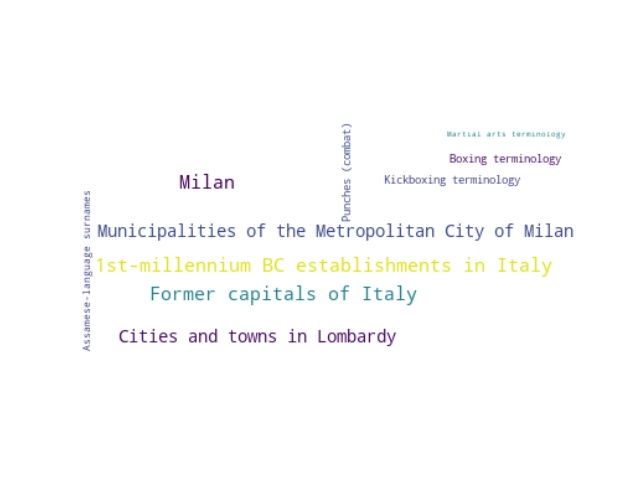 Martial arts terminology
Boxing terminology
Punches (combat)
Kickboxing terminology
Milan
Assamese-language surnames
Municipalities of the Metropolitan City of Milan
1st-millennium BC establishments in Italy
Former capitals of Italy
Cities and towns in Lombardy